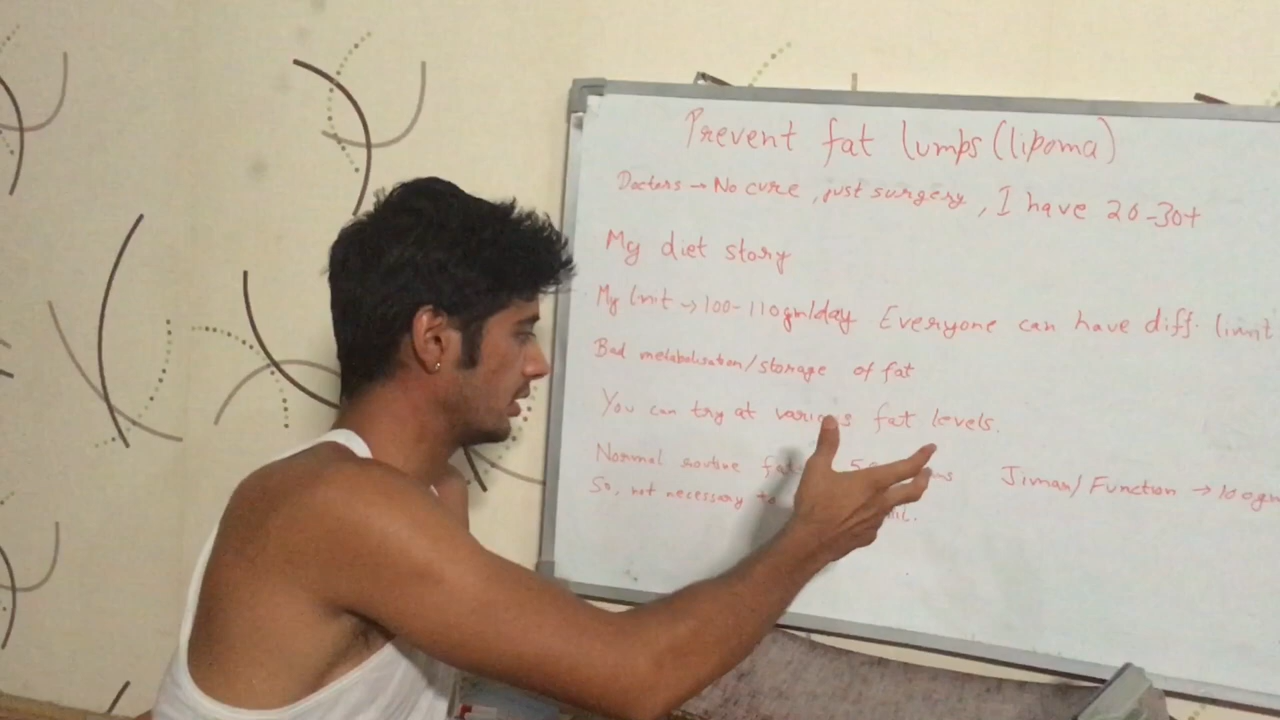 Prevent fat lumps (lipoma)
Doctors → No cure, just surgery, I have 20-30+
My diet story
My limit → 100-110gm/day Everyone can have diff. limit
Bad metabolisation/storage of fat
You can try at various fat levels.
Normal routine Jiman/Function → 100gm
So, not necessary to